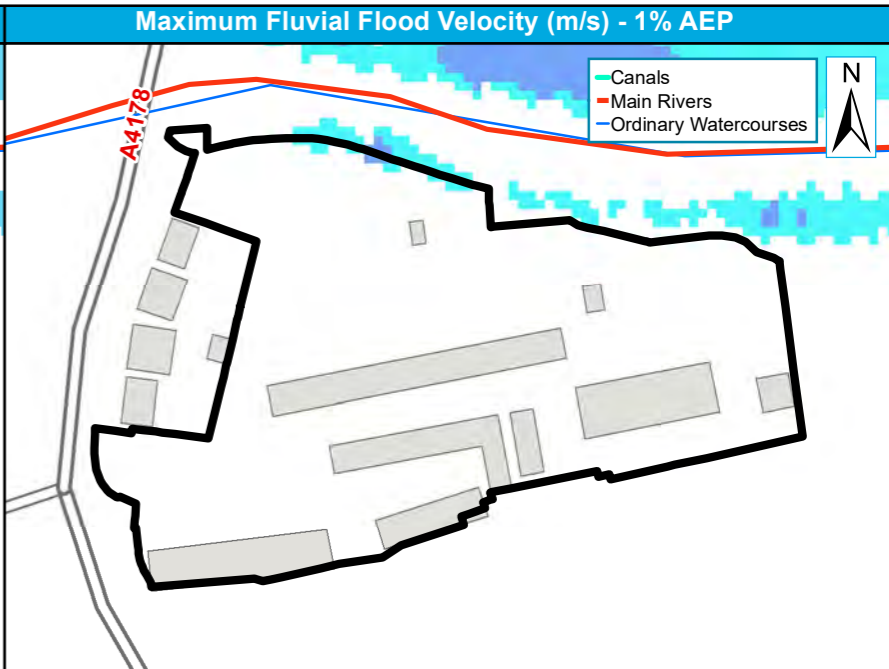 Maximum Fluvial Flood Velocity (m/s) - 1% AEP
Canals
Main Rivers
Ordinary Watercourses
N
A4178